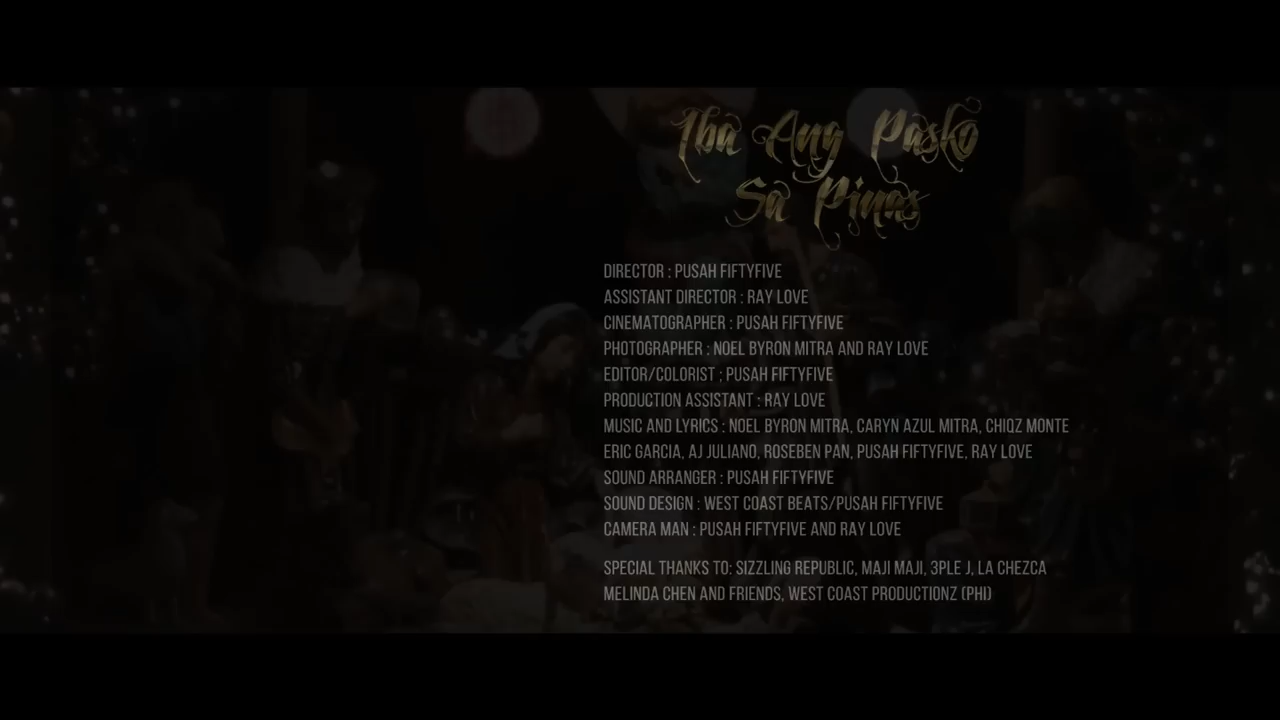 Iba Ang Pasko
Sa Pinas
DIRECTOR : PUSAH FIFTYFIVE
ASSISTANT DIRECTOR : RAY LOVE
CINEMATOGRAPHER : PUSAH FIFTYFIVE
PHOTOGRAPHER : NOEL BYRON MITRA AND RAY LOVE
EDITOR/COLORIST ; PUSAH FIFTYFIVE
PRODUCTION ASSISTANT : RAY LOVE
MUSIC AND LYRICS : NOEL BYRON MITRA, CARYN AZUL MITRA, CHIQZ MONTE
ERIC GARCIA, AJ JULIANO, ROSEBEN PAN, PUSAH FIFTYFIVE, RAY LOVE
SOUND ARRANGER : PUSAH FIFTYFIVE
SOUND DESIGN : WEST COAST BEATS/PUSAH FIFTYFIVE
CAMERA MAN : PUSAH FIFTYFIVE AND RAY LOVE
SPECIAL THANKS TO: SIZZLING REPUBLIC, MAJI MAJI, 3PLE J, LA CHEZCA
MELINDA CHEN AND FRIENDS, WEST COAST PRODUCTIONZ (PHI)